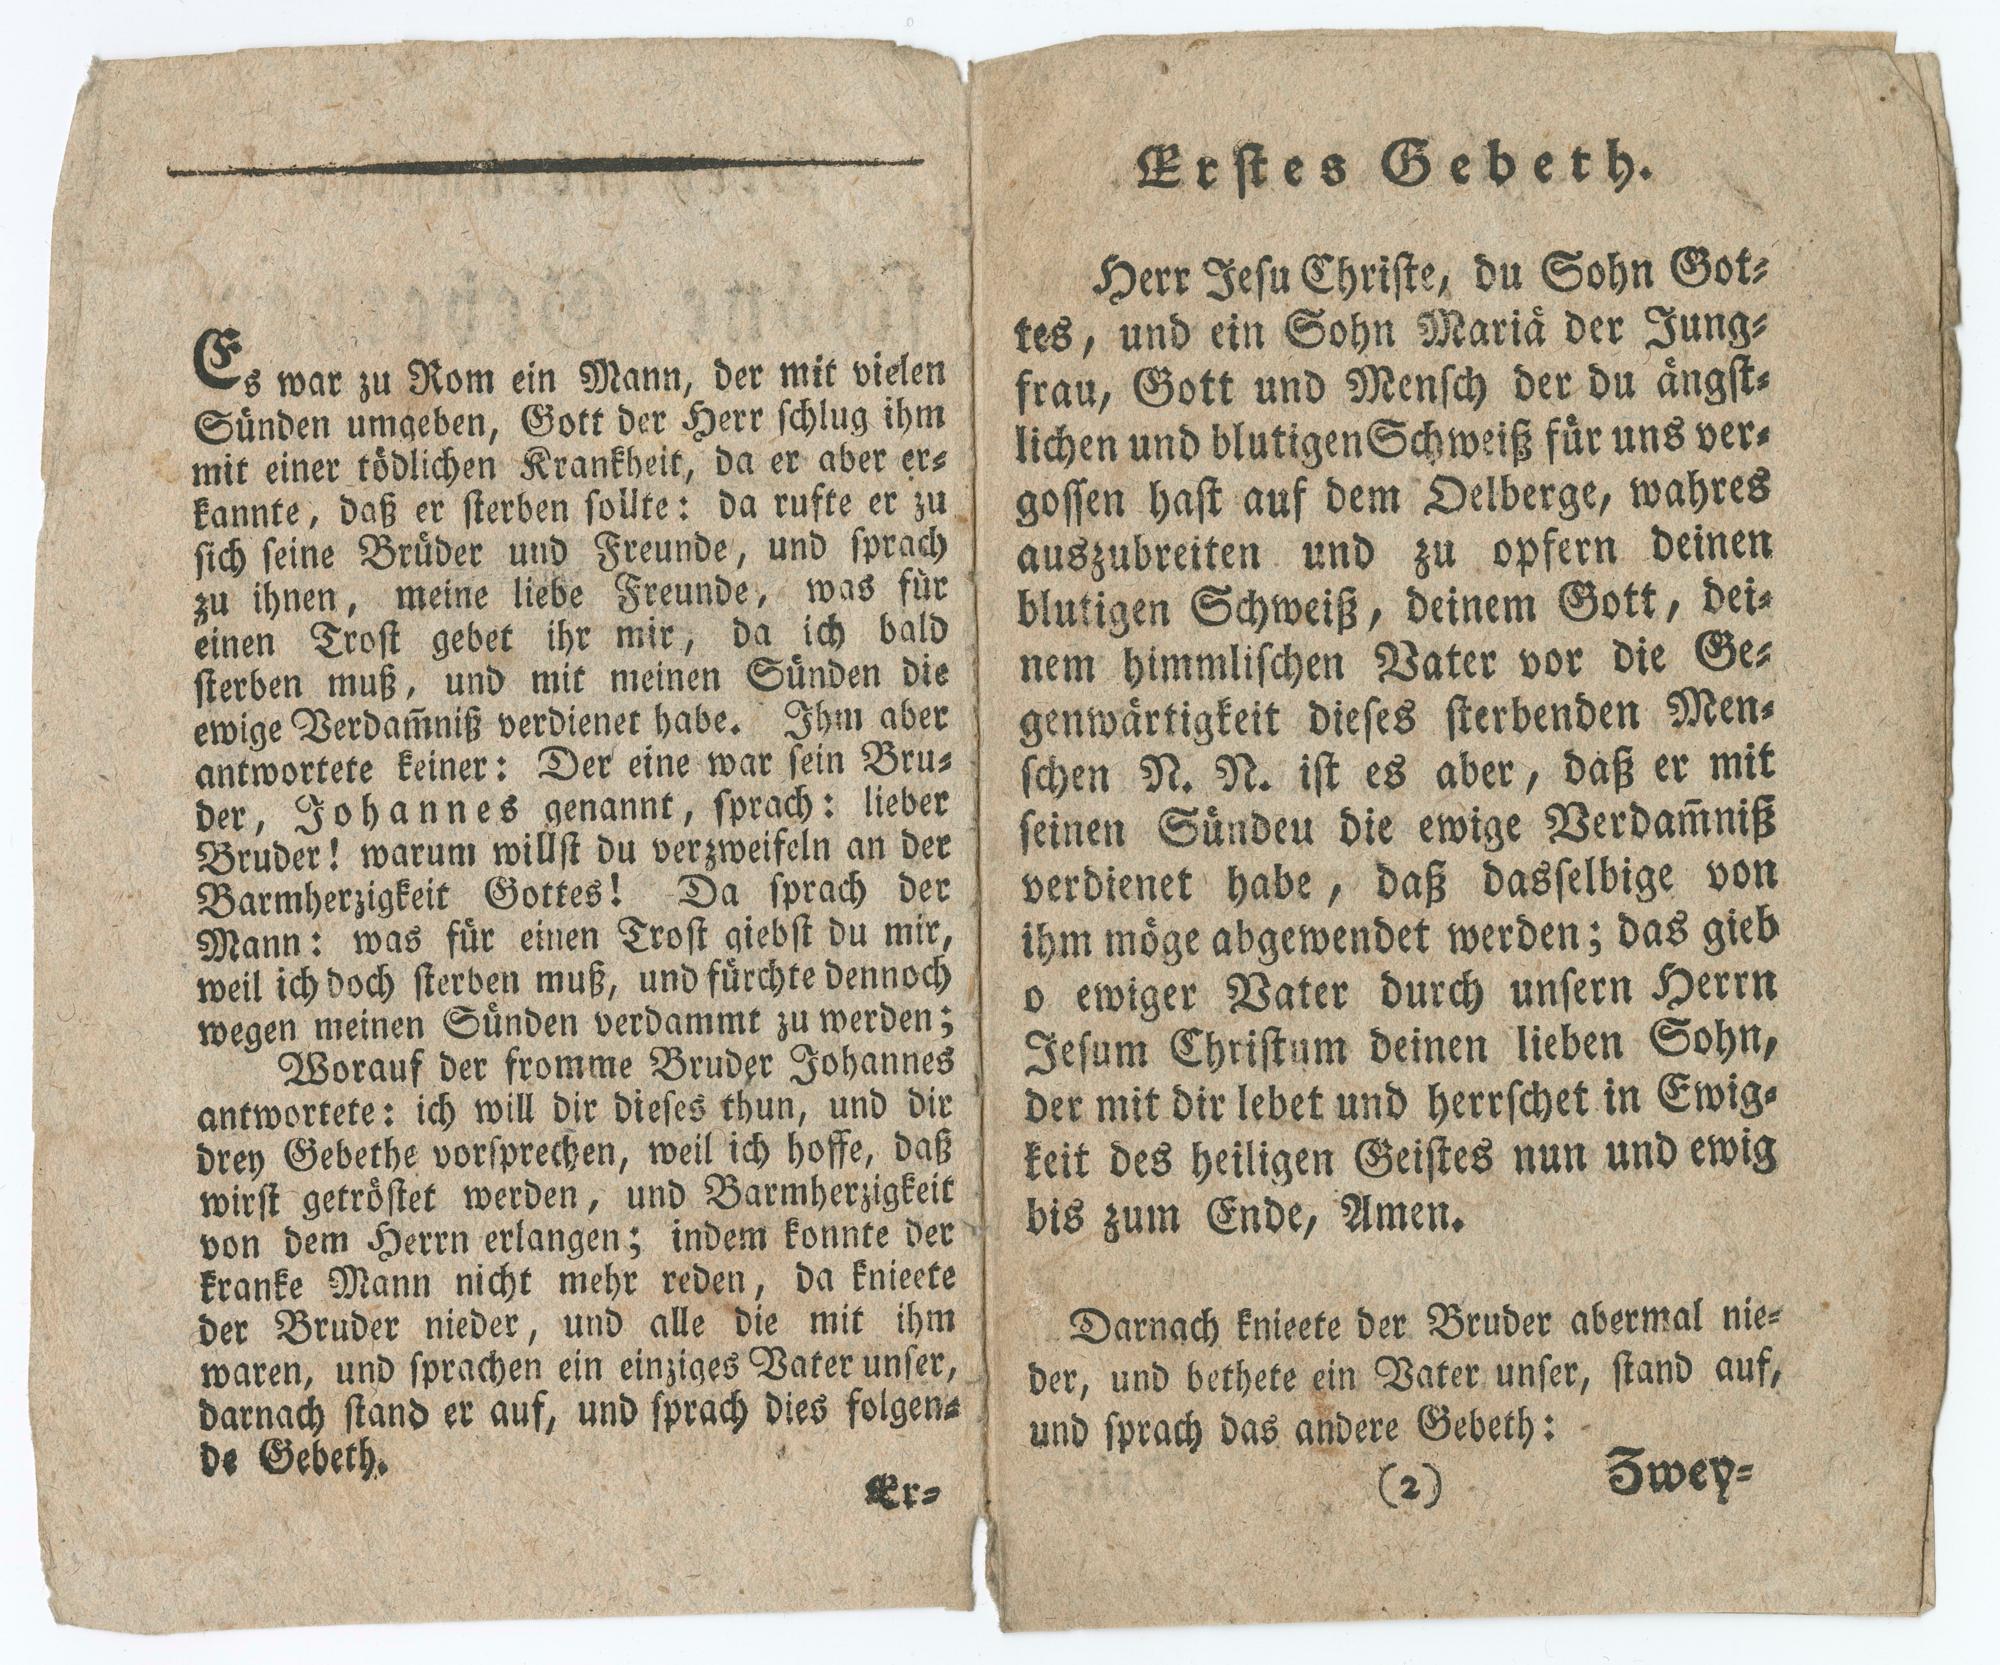 Es war zu Rom ein Mann, der mit vielen
Sünden umgeben, Gott der Herr ſchlug ihm
mit einer tödlichen Krankheit, da er aber er⸗
kannte, daß er ſterben ſollte: da rufte er zu
ſich ſeine Brüder und Freunde, und ſprach
zu ihnen, meine liebe Freunde, was für
einen Troſt gebet ihr mir, da ich bald
ſterben muß, und mit meinen Sünden die
ewige Verdam̃niß verdienet habe. Ihm aber
antwortete keiner: Der eine war ſein Bru⸗
der, Johannes genannt, ſprach: lieber
Bruder! warum willſt du verzweifeln an der
Barmherzigkeit Gottes! Da ſprach der
Mann: was für einen Troſt giebſt du mir,
weil ich doch ſterben muß, und fürchte dennoch
wegen meinen Sünden verdammt zu werden;
Worauf der fromme Bruder Johannes
antwortete: ich will dir dieſes thun, und dir
drey Gebethe vorſprechen, weil ich hoffe, daß
wirſt getröſtet werden, und Barmherzigkeit
von dem Herrn erlangen; indem konnte der
kranke Mann nicht mehr reden, da knieete
der Bruder nieder, und alle die mit ihm
waren, und ſprachen ein einziges Vater unſer,
darnach ſtand er auf, und ſprach dies folgen⸗
de Gebeth.
Er⸗
Erſtes Gebeth.
Herr Jeſu Chriſte, du Sohn Got⸗
tes, und ein Sohn Mariä der Jung⸗
frau, Gott und Menſch der du ängſt⸗
lichen und blutigen Schweiß für uns ver⸗
goſſen haſt auf dem Oelberge, wahres
auszubreiten und zu opfern deinen
blutigen Schweiß, deinem Gott, dei⸗
nem himmliſchen Vater vor die Ge⸗
genwärtigkeit dieſes ſterbenden Men⸗
ſchen N. N. iſt es aber, daß er mit
ſeinen Sündeu die ewige Verdam̃niß
verdienet habe, daß dasſelbige von
ihm möge abgewendet werden; das gieb
o ewiger Vater durch unſern Herrn
Jeſum Chriſtum deinen lieben Sohn,
der mit dir lebet und herrſchet in Ewig⸗
keit des heiligen Geiſtes nun und ewig
bis zum Ende, Amen.
Darnach knieete der Bruder abermal nie⸗
der, und bethete ein Vater unſer, ſtand auf,
und ſprach das andere Gebeth:
(2) Zwey⸗